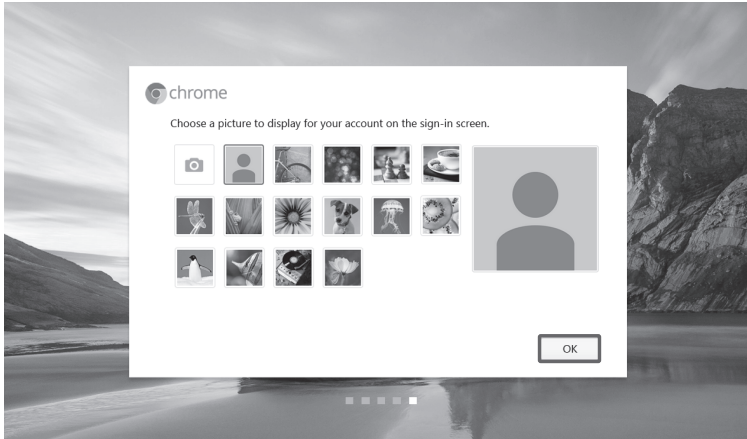 chrome
Choose a picture to display for your account on the sign-in screen.
OK